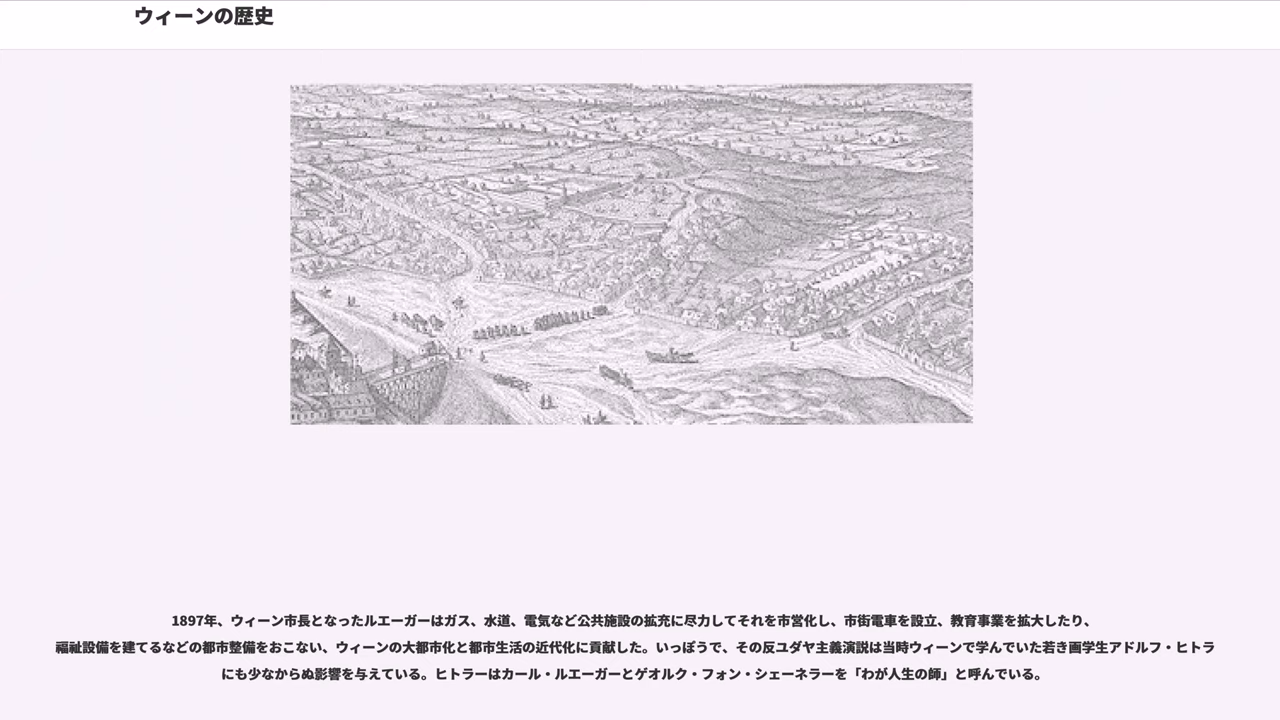 ウィーンの歴史
1897年、ウィーン市長となったルエーガーはガス、水道、電気など公共施設の拡充に尽力してそれを市営化し、市街電車を設立、教育事業を拡大したり、
福祉設備を建てるなどの都市整備をおこない、ウィーンの大都市化と都市生活の近代化に貢献した。いっぽうで、その反ユダヤ主義演説は当時ウィーンで学んでいた若き画学生アドルフ・ヒトラ
にも少なからぬ影響を与えている。ヒトラーはカール・ルエーガーとゲオルク・フォン・シェーネラーを「わが人生の師」と呼んでいる。